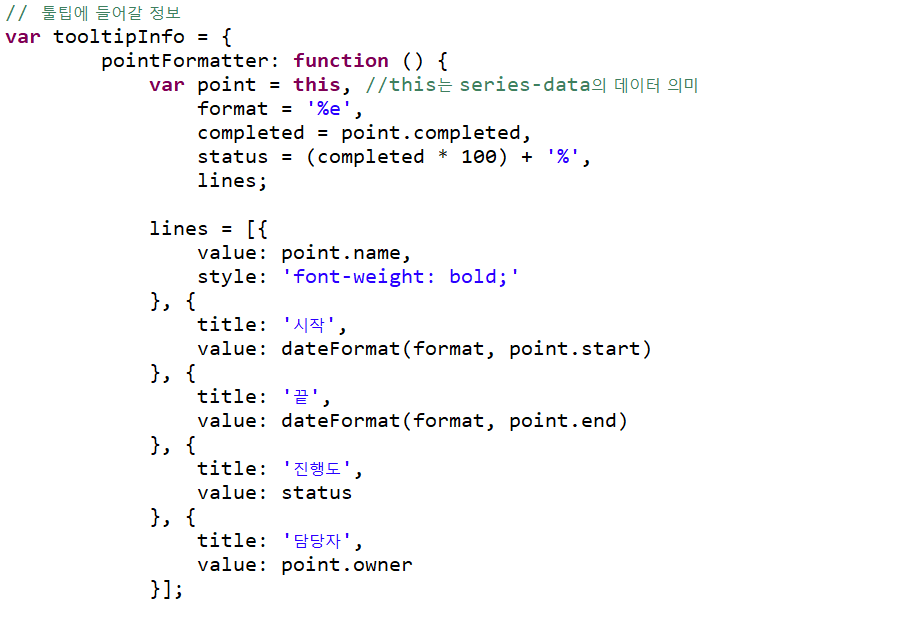 // 툴팁에 들어갈 정보
var tooltipInfo = {
        pointFormatter: function () {
            var point = this, //this는 series-data의 데이터 의미
                format = '%e',
                completed = point.completed,
                status = (completed * 100) + '%',
                lines;

            lines = [{
                value: point.name,
                style: 'font-weight: bold;'
            }, {
                title: '시작',
                value: dateFormat(format, point.start)
            }, {
                title: '끝',
                value: dateFormat(format, point.end)
            }, {
                title: '진행도',
                value: status
            }, {
                title: '담당자',
                value: point.owner
            }];